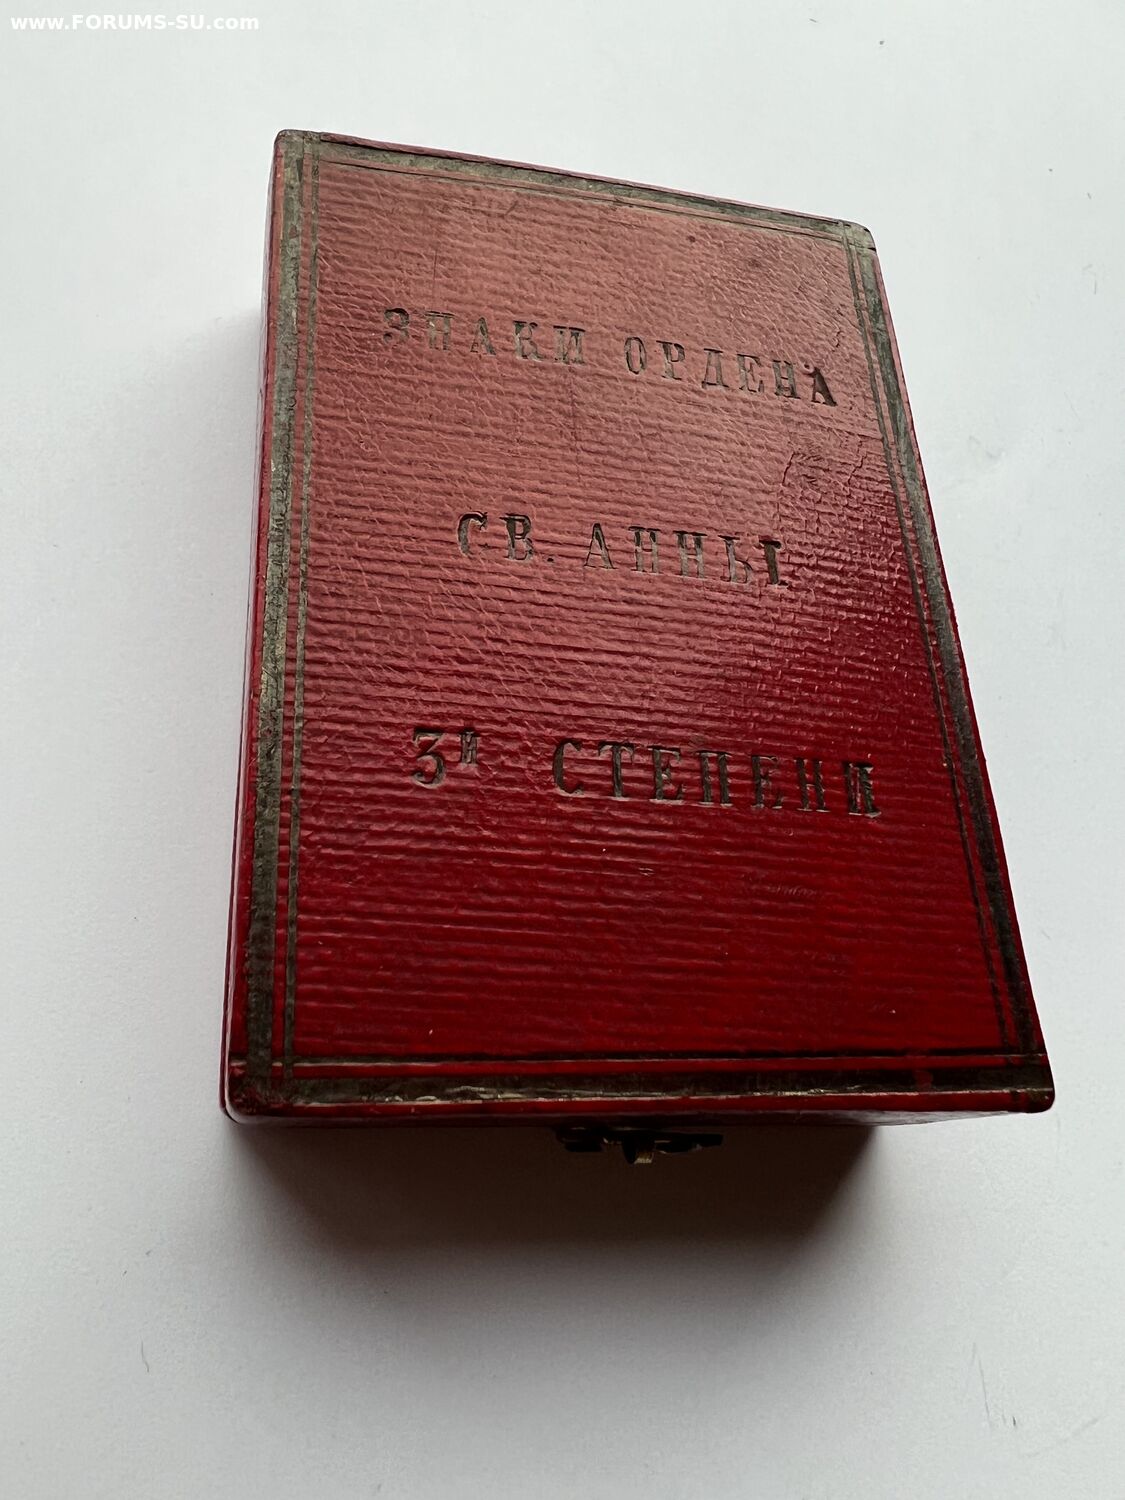 www.FORUMS-SU.com
ЗНАКИ ОРДЕНА
СВ. АННЫ
3Й СТЕПЕНИ